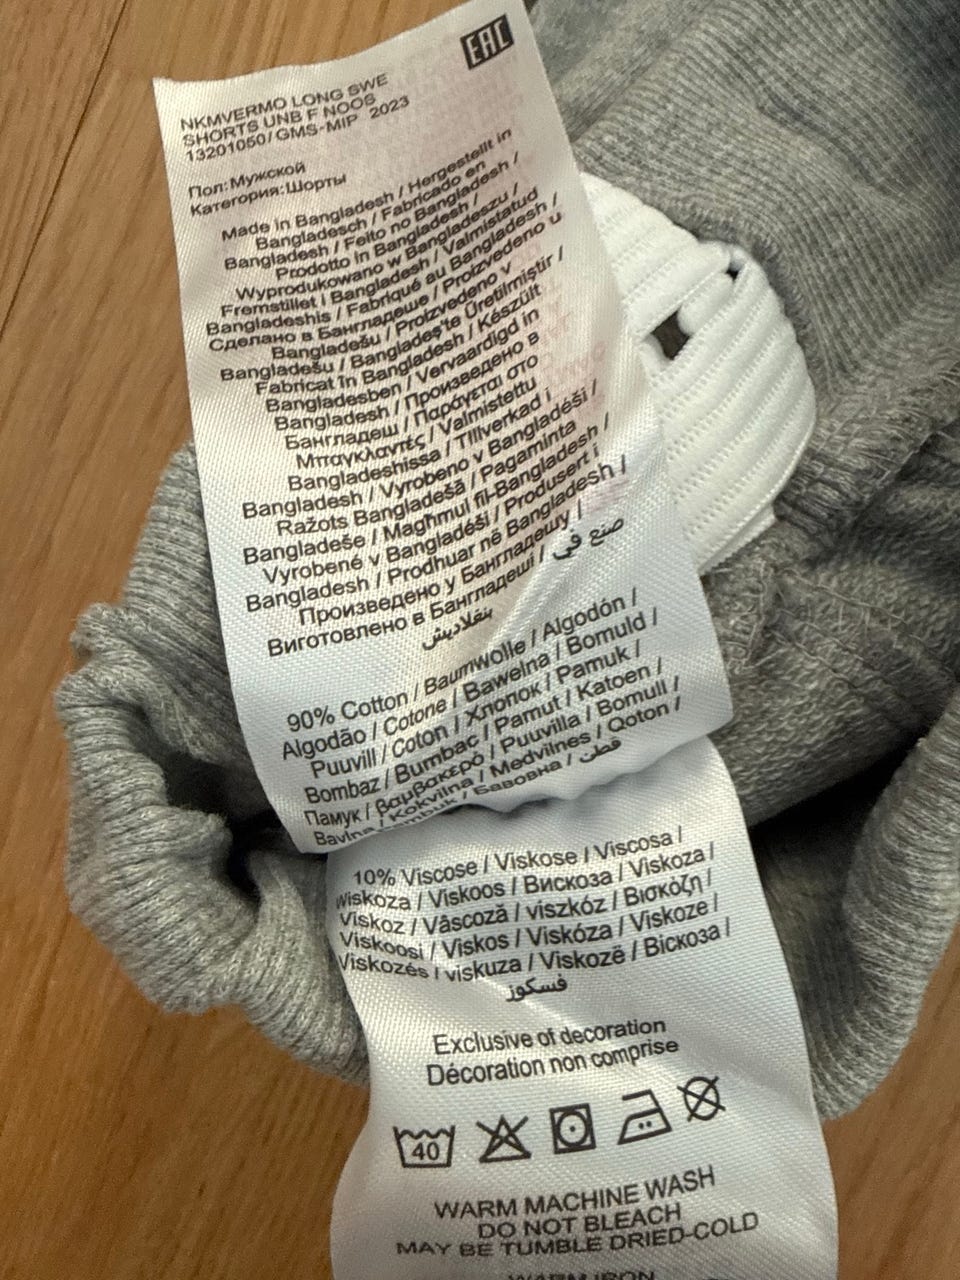 EAC
NKMVERMO LONG SWE
SHORTS UNB F NOOS
13201050/GMS-MIP 2023
Пол:Мужской
Категория:Шорты
Made in Bangladesh / Hergestellt in
Bangladesch / Fabricado en
Bangladesh / Feito no Bangladesh /
Prodotto in Bangladesh /
Wyprodukowano w Bangladeszu /
Fremstillet i Bangladesh / Valmistatud
Bangladeshis / Fabriqué au Bangladesh /
Сделано в Бангладеше / Proizvedeno u
Bangladešu / Proizvedeno v
Bangladešu / Bangladeş'te Üretilmiştir /
Fabricat în Bangladesh / Készült
Bangladesben / Vervaardigd in
Bangladesh / Произведено в
Бангладеш / Παράγεται στο
Μπαγκλαντές / Valmistettu
Bangladeshissa / Tillverkad i
Bangladesh / Vyrobeno v Bangladéši /
Ražots Bangladešā / Pagaminta
Bangladeše / Magħmul fil-Bangladesh /
Vyrobené v Bangladéši / Produsert i
Bangladesh / Prodhuar në Bangladesh /
Произведено у Бангладешу /
Виготовлено в Бангладеші / صنع في
بنغلاديش
90% Cotton / Baumwolle / Algodón /
Algodão / Cotone / Bawełna / Bomuld /
Puuvill / Coton / Хлопок / Pamuk /
Bombaz / Bumbac / Pamut / Katoen /
Памук / βαμβακερό / Puuvilla / Bomull /
Bavlna / Kokvilna / Medvilnes / Qoton /
/ Бавовна / قطن
10% Viscose / Viskose / Viscosa /
Wiskoza / Viskoos / Вискоза / Viskoza /
Viskoz / Vâscoză / viszkóz / Βισκόζη /
Viskoosi / Viskos / Viskóza / Viskoze /
Viskozės / viskuza / Viskozë / Віскоза /
فسكوز
Exclusive of decoration
Décoration non comprise
40
WARM MACHINE WASH
DO NOT BLEACH
MAY BE TUMBLE DRIED-COLD
WARM IRON